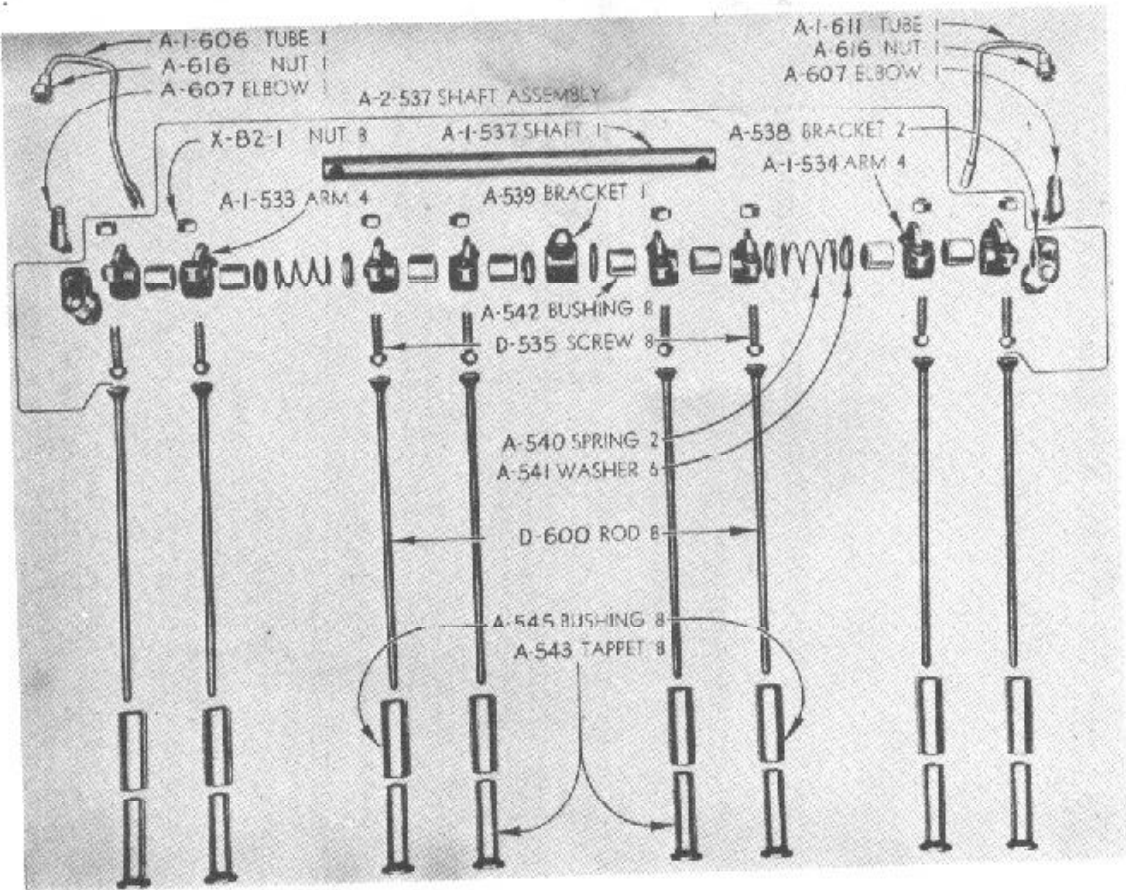 A-1-606 TUBE 1
A-616 NUT 1
A-607 ELBOW 1
A-1-611 TUBE 1
A-616 NUT 1
A-607 ELBOW 1
A-2-537 SHAFT ASSEMBLY
X-82-1 NUT 8
A-1-537 SHAFT 1
A-538 BRACKET 2
A-1-534 ARM 4
A-1-533 ARM 4
A-539 BRACKET 1
A-542 BUSHING 8
D-535 SCREW 8
A-540 SPRING 2
A-541 WASHER 6
D-600 ROD 8
A-545 BUSHING 8
A-543 TAPPET 8